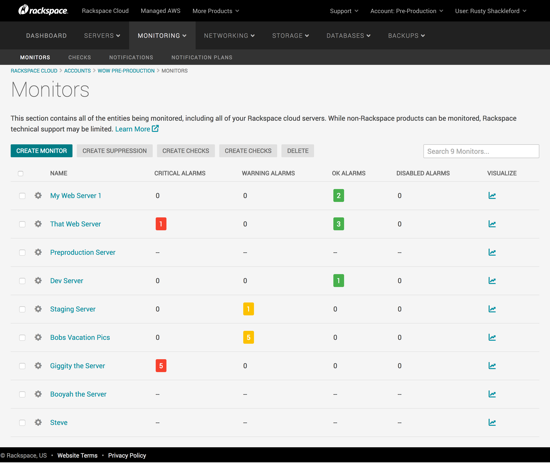 rackspace. Rackspace Cloud Managed AWS More Products Support Account: Pre-Production User: Rusty Shackleford
DASHBOARD SERVERS MONITORING NETWORKING STORAGE DATABASES BACKUPS
MONITORS CHECKS NOTIFICATIONS NOTIFICATION PLANS
RACKSPACE CLOUD > ACCOUNTS > WOW PRE-PRODUCTION > MONITORS
Monitors
This section contains all of the entities being monitored, including all of your Rackspace cloud servers. While non-Rackspace products can be monitored, Rackspace
technical support may be limited. Learn More
CREATE MONITOR CREATE SUPPRESSION CREATE CHECKS CREATE CHECKS DELETE Search 9 Monitors...
NAME CRITICAL ALARMS WARNING ALARMS OK ALARMS DISABLED ALARMS VISUALIZE
My Web Server 1 0 0 2 0
That Web Server 1 0 3 0
Preproduction Server – – – –
Dev Server 0 0 1 0
Staging Server 0 1 0 0
Bobs Vacation Pics 0 5 0 0
Giggity the Server 5 0 0 0
Booyah the Server – – – –
Steve – – – –
© Rackspace, US • Website Terms • Privacy Policy